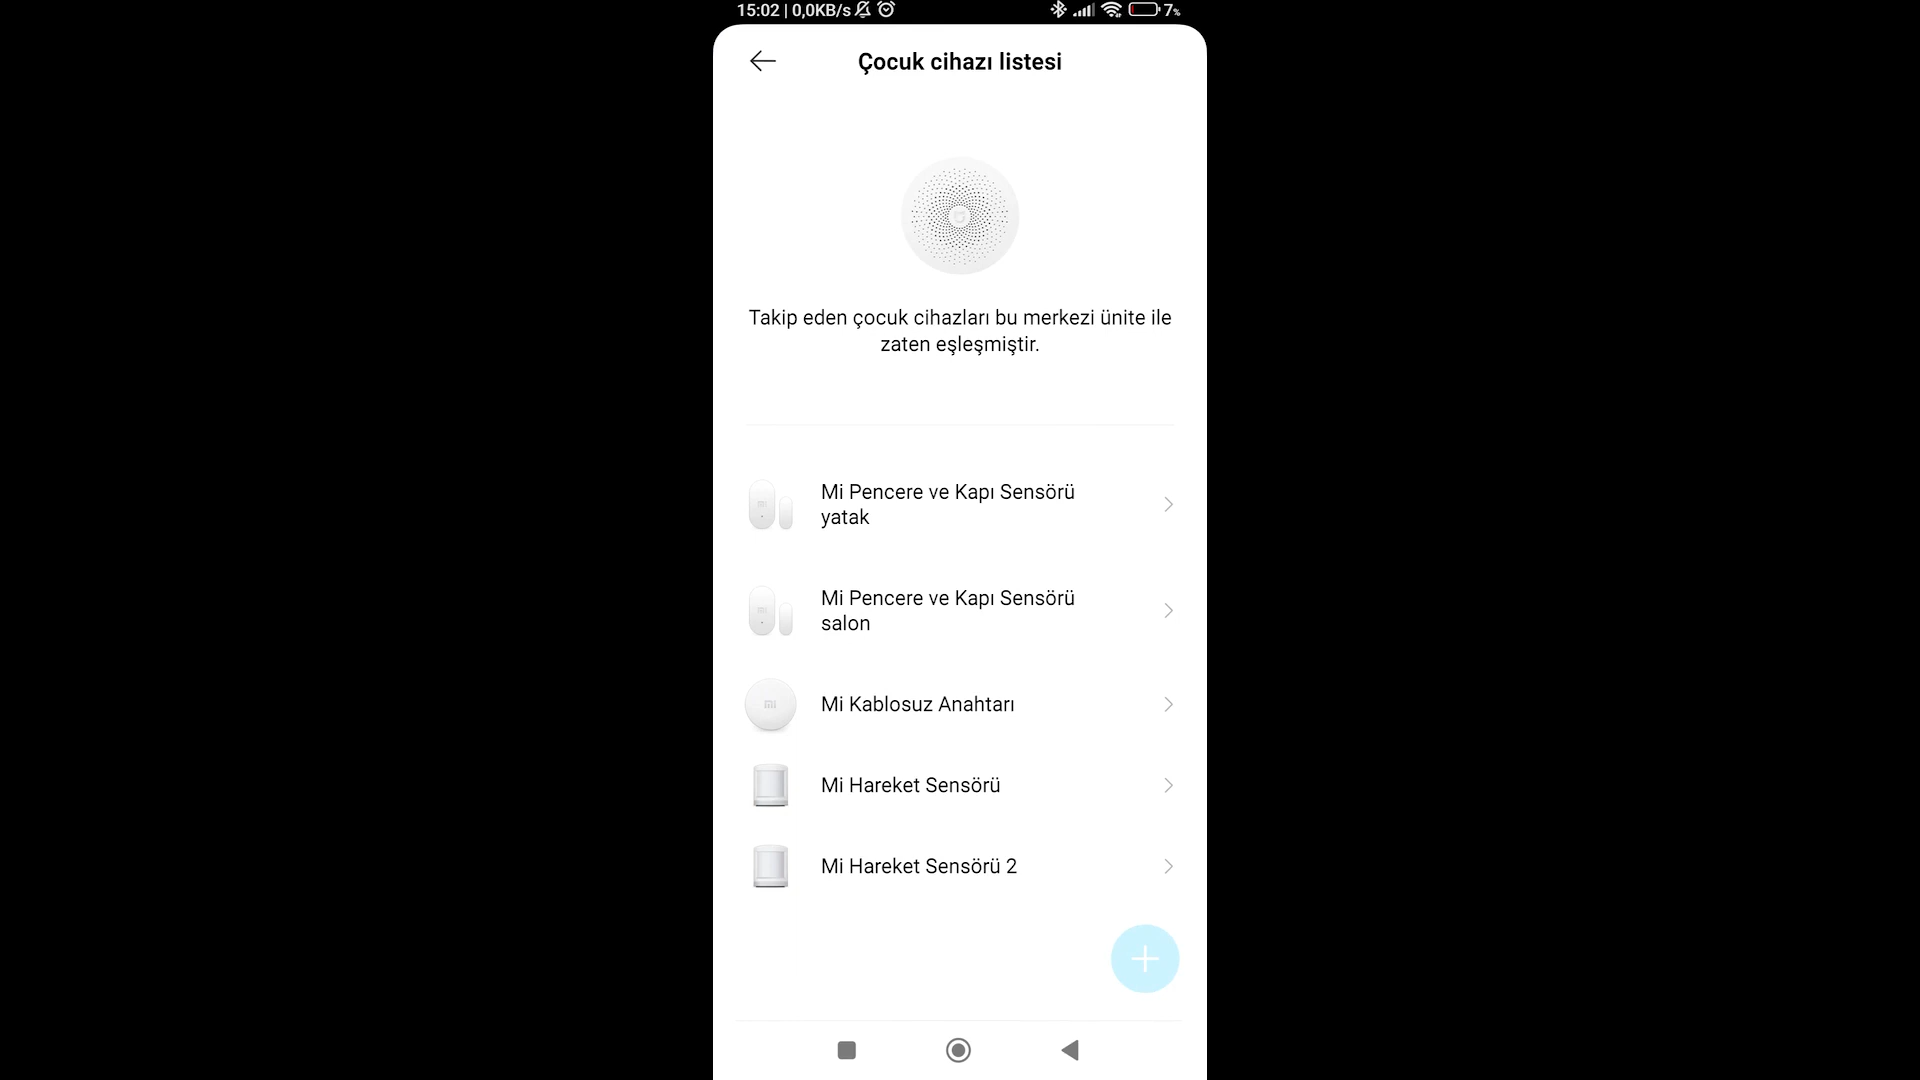 15:02 | 0,0KB/s
7%
Çocuk cihazı listesi
Takip eden çocuk cihazları bu merkezi ünite ile
zaten eşleşmiştir.
Mi Pencere ve Kapı Sensörü
yatak
Mi Pencere ve Kapı Sensörü
salon
Mi Kablosuz Anahtarı
Mi Hareket Sensörü
Mi Hareket Sensörü 2